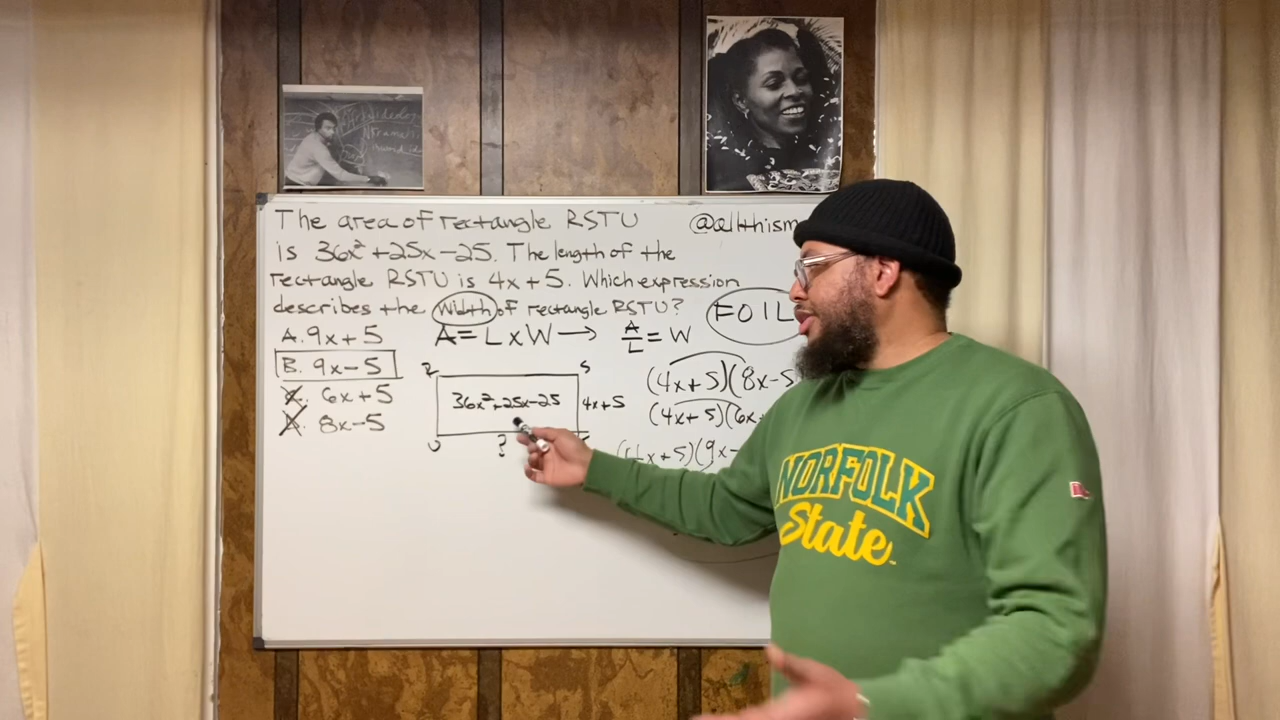 The area of rectangle RSTU
@allthism
is 36x²+25x-25. The length of the
rectangle RSTU is 4x+5. Which expression
describes the Width of rectangle RSTU?
FOIL
A. 9x+5
A=LxW→ A/L=W
B. 9x-5
6x+5
8x-5
R
S
36x²+25x-25
4x+5
U
?
(4x+5)(8x-5
(4x+5)(6x
x+5)(9x-
NORFOLK
State